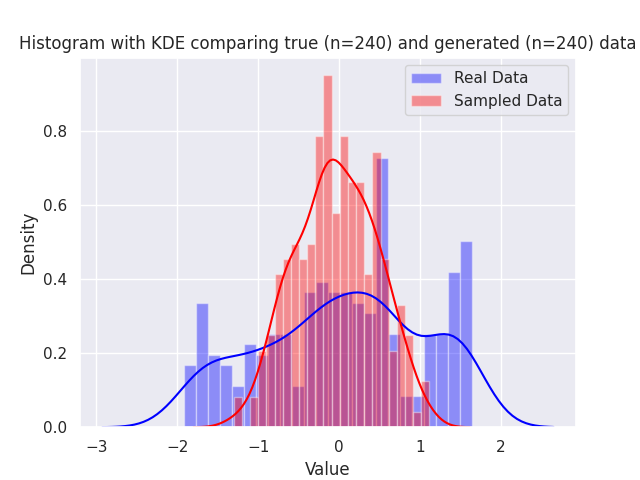 Histogram with KDE comparing true (n=240) and generated (n=240) data
Real Data
Sampled Data
Density
0.8
0.6
0.4
0.2
0.0
−3
−2
−1
0
1
2
Value